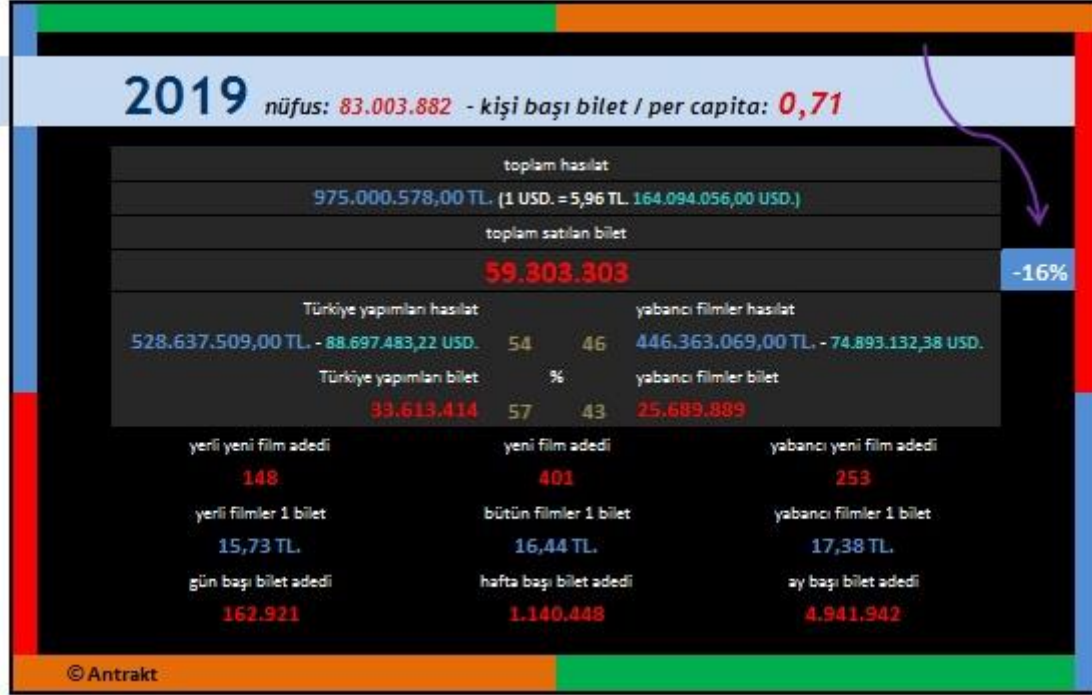 2019 nüfus: 83.003.882 - kişi başı bilet / per capita: 0,71
toplam hasılat
975.000.578,00 TL. (1 USD. = 5,96 TL. 164.094.056,00 USD.)
toplam satılan bilet
59.303.303
-16%
Türkiye yapımları hasılat yabancı filmler hasılat
528.637.509,00 TL. - 88.697.483,22 USD. 54 46 446.363.069,00 TL. - 74.893.132,38 USD.
Türkiye yapımları bilet % yabancı filmler bilet
33.613.414 57 43 25.689.889
yerli yeni film adedi yeni film adedi yabancı yeni film adedi
148 401 253
yerli filmler 1 bilet bütün filmler 1 bilet yabancı filmler 1 bilet
15,73 TL. 16,44 TL. 17,38 TL.
gün başı bilet adedi hafta başı bilet adedi ay başı bilet adedi
162.921 1.140.448 4.941.942
© Antrakt